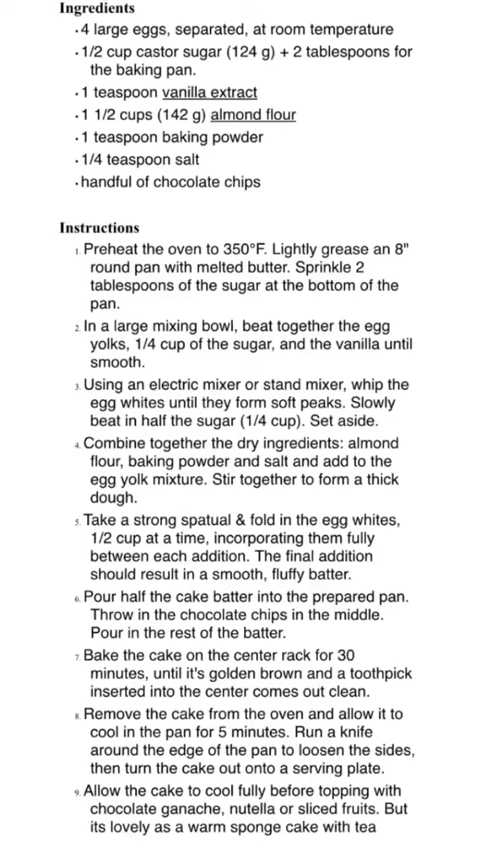 Ingredients
·4 large eggs, separated, at room temperature
·1/2 cup castor sugar (124 g) + 2 tablespoons for
the baking pan.
·1 teaspoon vanilla extract
·1 1/2 cups (142 g) almond flour
·1 teaspoon baking powder
·1/4 teaspoon salt
·handful of chocolate chips
Instructions
1. Preheat the oven to 350°F. Lightly grease an 8"
round pan with melted butter. Sprinkle 2
tablespoons of the sugar at the bottom of the
pan.
2. In a large mixing bowl, beat together the egg
yolks, 1/4 cup of the sugar, and the vanilla until
smooth.
3. Using an electric mixer or stand mixer, whip the
egg whites until they form soft peaks. Slowly
beat in half the sugar (1/4 cup). Set aside.
4. Combine together the dry ingredients: almond
flour, baking powder and salt and add to the
egg yolk mixture. Stir together to form a thick
dough.
5. Take a strong spatual & fold in the egg whites,
1/2 cup at a time, incorporating them fully
between each addition. The final addition
should result in a smooth, fluffy batter.
6. Pour half the cake batter into the prepared pan.
Throw in the chocolate chips in the middle.
Pour in the rest of the batter.
7. Bake the cake on the center rack for 30
minutes, until it's golden brown and a toothpick
inserted into the center comes out clean.
8. Remove the cake from the oven and allow it to
cool in the pan for 5 minutes. Run a knife
around the edge of the pan to loosen the sides,
then turn the cake out onto a serving plate.
9. Allow the cake to cool fully before topping with
chocolate ganache, nutella or sliced fruits. But
its lovely as a warm sponge cake with tea